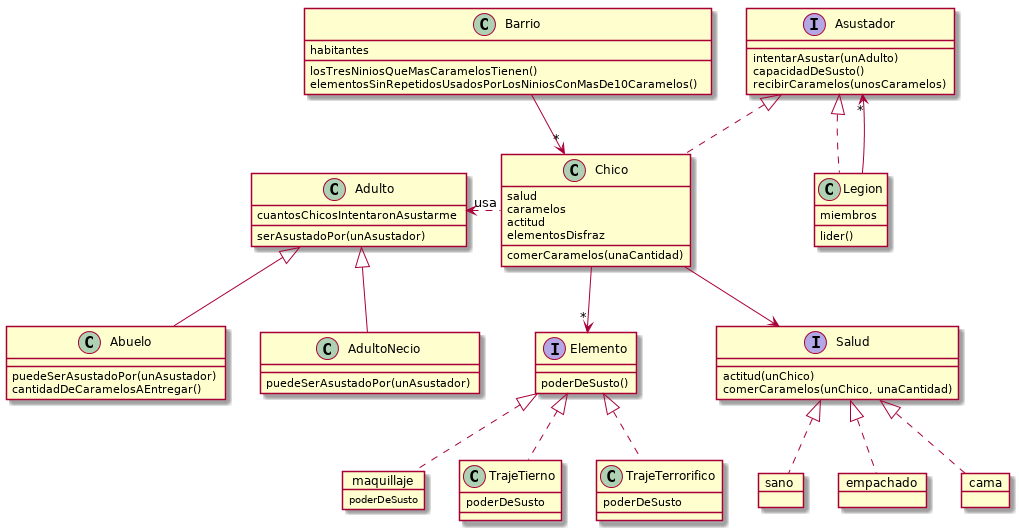 C Barrio
habitantes
losTresNiniosQueMasCaramelosTienen()
elementosSinRepetidosUsadosPorLosNiniosConMasDe10Caramelos()
I Asustador
intentarAsustar(unAdulto)
capacidadDeSusto()
recibirCaramelos(unosCaramelos)
*
*
C Adulto
cuantosChicosIntentaronAsustarme
serAsustadoPor(unAsustador)
usa
C Chico
salud
caramelos
actitud
elementosDisfraz
comerCaramelos(unaCantidad)
C Legion
miembros
lider()
*
C Abuelo
puedeSerAsustadoPor(unAsustador)
cantidadDeCaramelosAEntregar()
C AdultoNecio
puedeSerAsustadoPor(unAsustador)
I Elemento
poderDeSusto()
I Salud
actitud(unChico)
comerCaramelos(unChico, unaCantidad)
maquillaje
poderDeSusto
C TrajeTierno
poderDeSusto
C TrajeTerrorifico
poderDeSusto
sano
empachado
cama